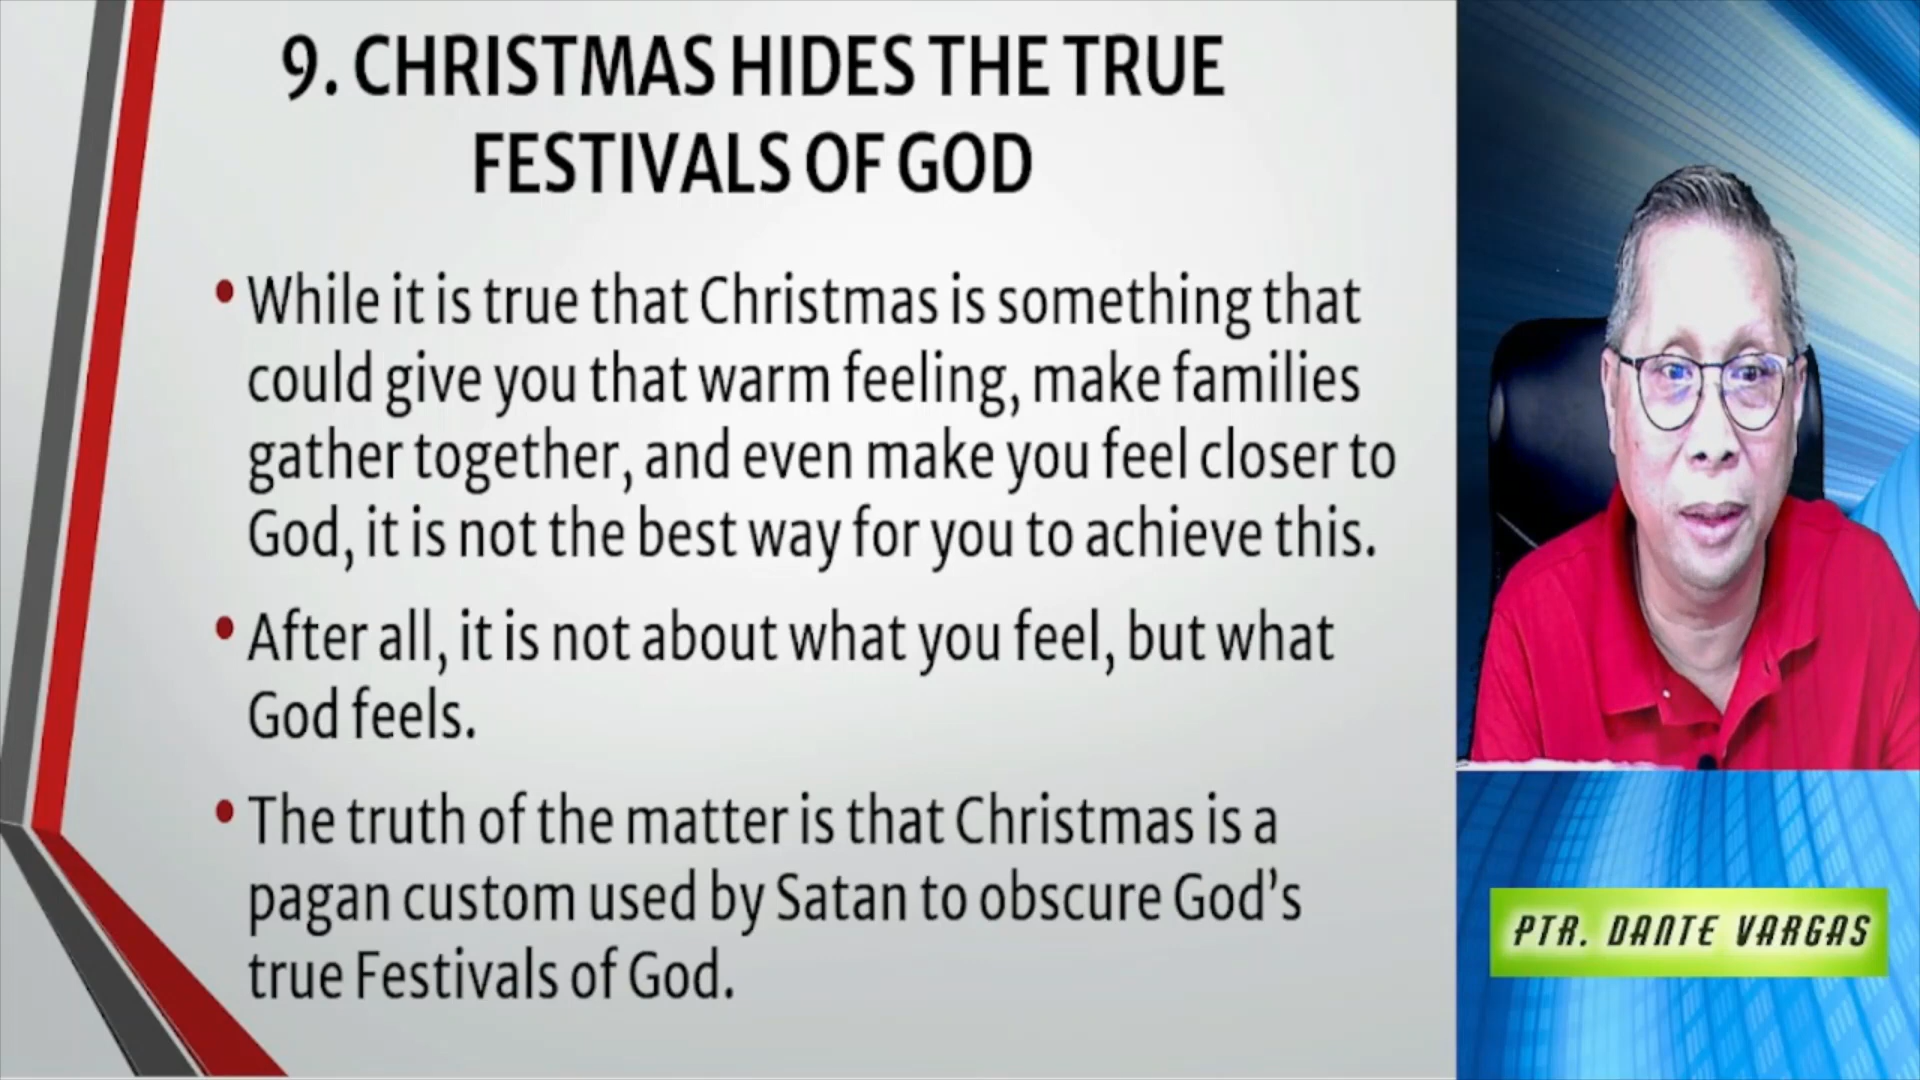 9. CHRISTMAS HIDES THE TRUE
FESTIVALS OF GOD
• While it is true that Christmas is something that
could give you that warm feeling, make families
gather together, and even make you feel closer to
God, it is not the best way for you to achieve this.
• After all, it is not about what you feel, but what
God feels.
• The truth of the matter is that Christmas is a
pagan custom used by Satan to obscure God’s
true Festivals of God.
PTR. DANTE VARGAS